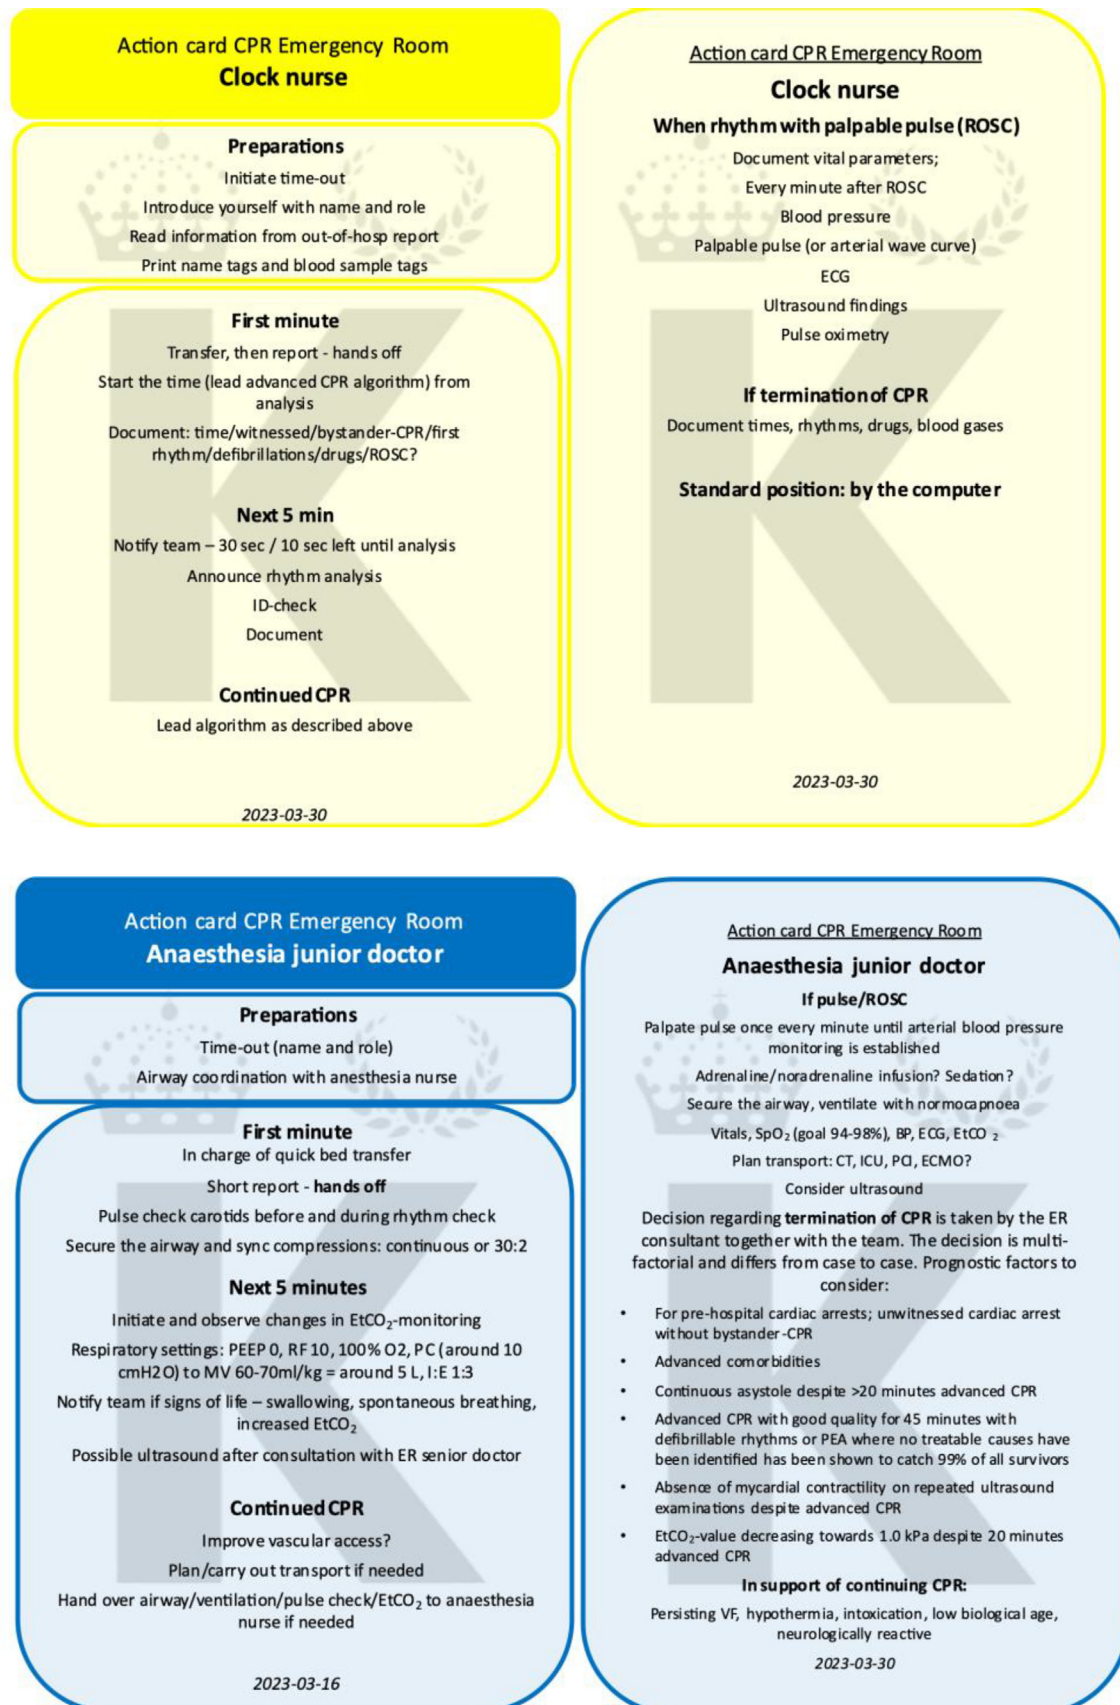 Action card CPR Emergency Room
Clock nurse
Preparations
Initiate time-out
Introduce yourself with name and role
Read information from out-of-hosp report
Print name tags and blood sample tags
First minute
Transfer, then report - hands off
Start the time (lead advanced CPR algorithm) from
analysis
Document: time/witnessed/bystander-CPR/first
rhythm/defibrillations/drugs/ROSC?
Next 5 min
Notify team – 30 sec / 10 sec left until analysis
Announce rhythm analysis
ID-check
Document
Continued CPR
Lead algorithm as described above
2023-03-30
Action card CPR Emergency Room
Clock nurse
When rhythm with palpable pulse (ROSC)
Document vital parameters;
Every minute after ROSC
Blood pressure
Palpable pulse (or arterial wave curve)
ECG
Ultrasound findings
Pulse oximetry
If termination of CPR
Document times, rhythms, drugs, blood gases
Standard position: by the computer
2023-03-30
Action card CPR Emergency Room
Anaesthesia junior doctor
Preparations
Time-out (name and role)
Airway coordination with anesthesia nurse
First minute
In charge of quick bed transfer
Short report - hands off
Pulse check carotids before and during rhythm check
Secure the airway and sync compressions: continuous or 30:2
Next 5 minutes
Initiate and observe changes in EtCO2-monitoring
Respiratory settings: PEEP 0, RF 10, 100% O2, PC (around 10
cmH2O) to MV 60-70ml/kg = around 5 L, I:E 1:3
Notify team if signs of life – swallowing, spontaneous breathing,
increased EtCO2
Possible ultrasound after consultation with ER senior doctor
Continued CPR
Improve vascular access?
Plan/carry out transport if needed
Hand over airway/ventilation/pulse check/EtCO2 to anaesthesia
nurse if needed
2023-03-16
Action card CPR Emergency Room
Anaesthesia junior doctor
If pulse/ROSC
Palpate pulse once every minute until arterial blood pressure
monitoring is established
Adrenaline/noradrenaline infusion? Sedation?
Secure the airway, ventilate with normocapnoea
Vitals, SpO2 (goal 94-98%), BP, ECG, EtCO2
Plan transport: CT, ICU, PCI, ECMO?
Consider ultrasound
Decision regarding termination of CPR is taken by the ER
consultant together with the team. The decision is multi-
factorial and differs from case to case. Prognostic factors to
consider:
• For pre-hospital cardiac arrests; unwitnessed cardiac arrest
without bystander-CPR
• Advanced comorbidities
• Continuous asystole despite >20 minutes advanced CPR
• Advanced CPR with good quality for 45 minutes with
defibrillable rhythms or PEA where no treatable causes have
been identified has been shown to catch 99% of all survivors
• Absence of mycardial contractility on repeated ultrasound
examinations despite advanced CPR
• EtCO2-value decreasing towards 1.0 kPa despite 20 minutes
advanced CPR
In support of continuing CPR:
Persisting VF, hypothermia, intoxication, low biological age,
neurologically reactive
2023-03-30